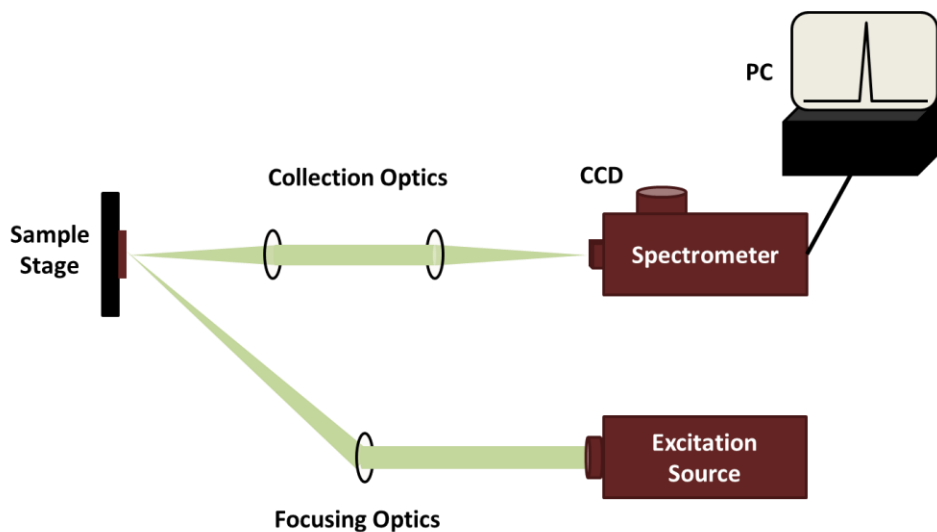 PC
Collection Optics
CCD
Sample
Stage
Spectrometer
Excitation
Source
Focusing Optics